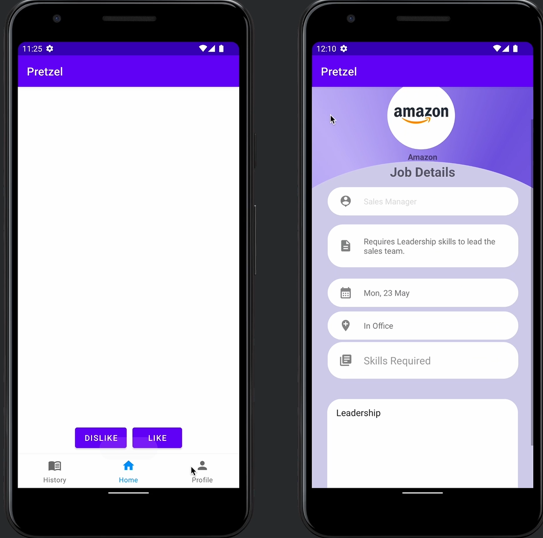 11:25
Pretzel
DISLIKE
LIKE
History
Home
Profile
12:10
Pretzel
amazon
Amazon
Job Details
Sales Manager
Requires Leadership skills to lead the
sales team.
Mon, 23 May
In Office
Skills Required
Leadership